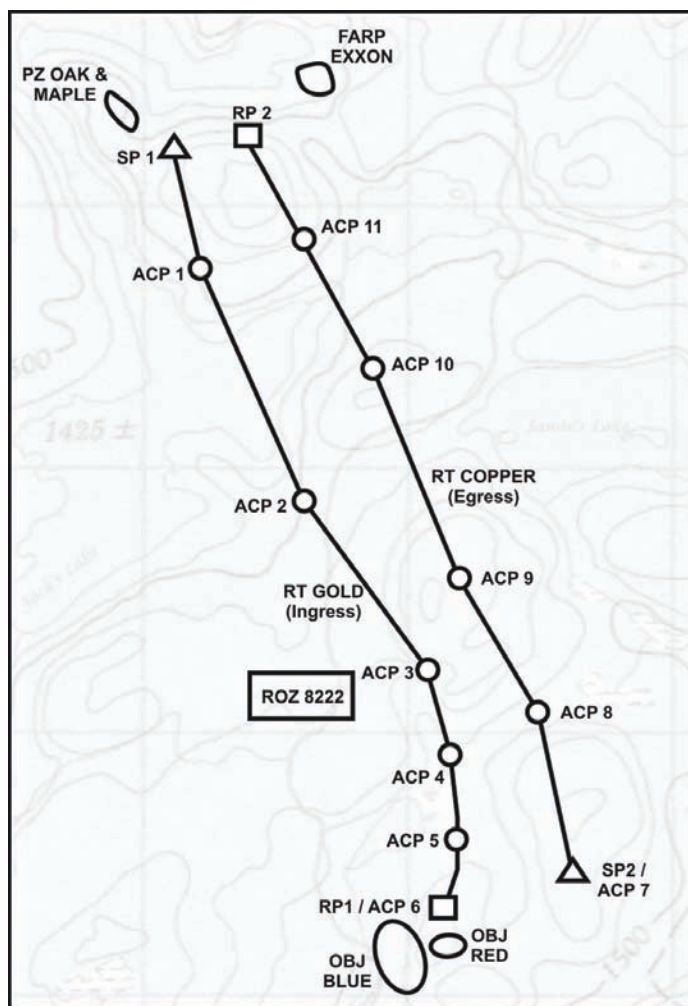 FARP
EXXON
PZ OAK &
MAPLE
RP 2
SP 1
ACP 11
ACP 1
ACP 10
1425 ±
RT COPPER
(Egress)
ACP 2
ACP 9
RT GOLD
(Ingress)
ACP 3
ROZ 8222
ACP 8
ACP 4
ACP 5
SP2 /
ACP 7
RP1 / ACP 6
OBJ
RED
OBJ
BLUE
1500